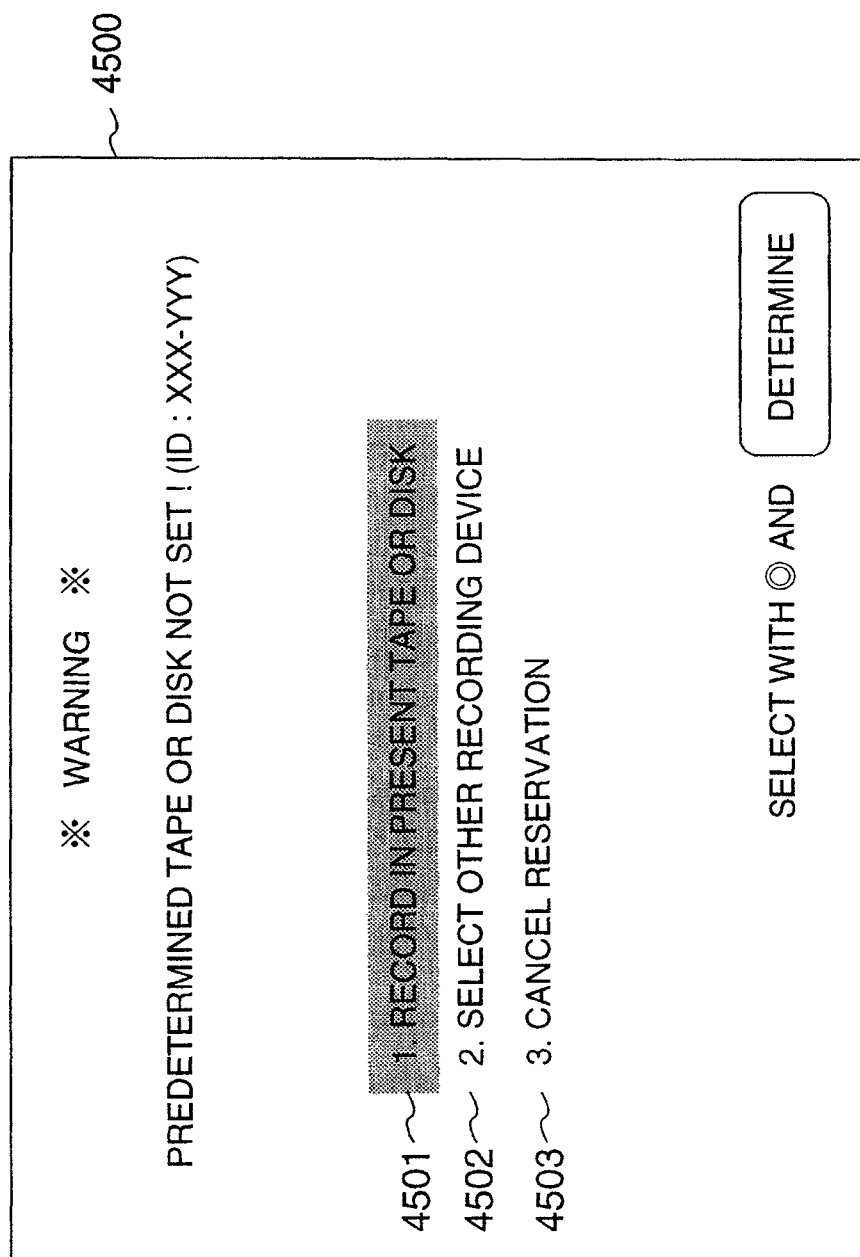 4500
※ WARNING ※
PREDETERMINED TAPE OR DISK NOT SET ! (ID : XXX-YYY)
4501 1. RECORD IN PRESENT TAPE OR DISK
4502 2. SELECT OTHER RECORDING DEVICE
4503 3. CANCEL RESERVATION
SELECT WITH ◎ AND DETERMINE